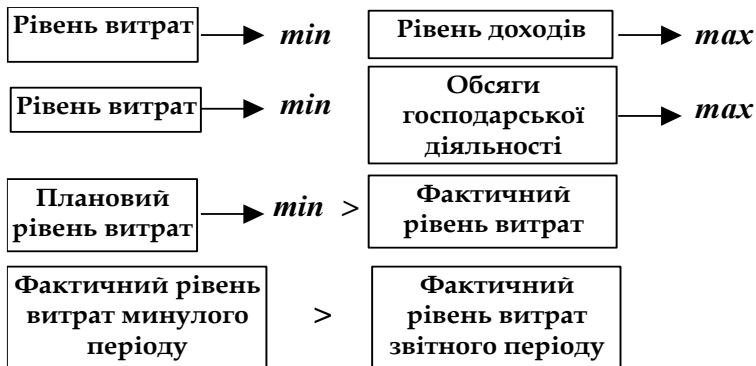 Рівень витрат min Рівень доходів max
Рівень витрат min Обсяги господарської діяльності max
Плановий рівень витрат min > Фактичний рівень витрат
Фактичний рівень витрат минулого періоду > Фактичний рівень витрат звітного періоду